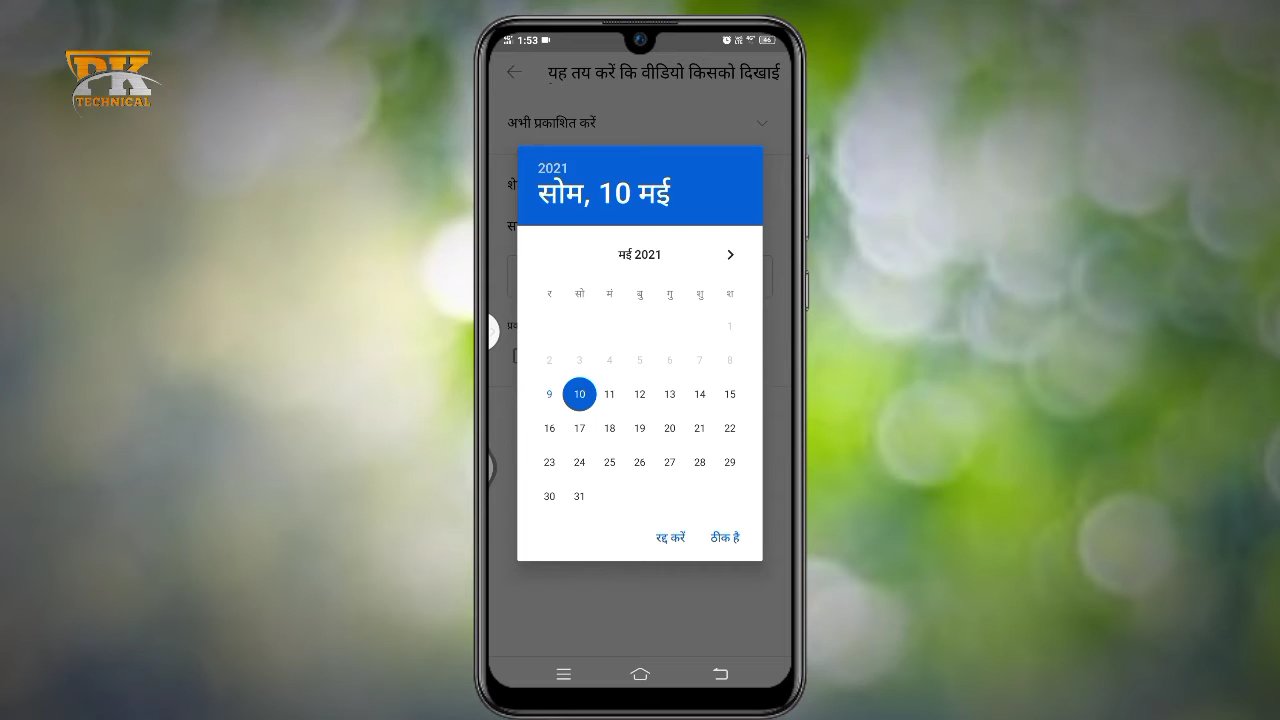 PK
TECHNICAL
1:53
यह तय करें कि वीडियो किसको दिखाई
अभी प्रकाशित करें
2021
सोम, 10 मई
मई 2021
र सो मं बु गु शु श
1
2 3 4 5 6 7 8
9 10 11 12 13 14 15
16 17 18 19 20 21 22
23 24 25 26 27 28 29
30 31
रद्द करें ठीक है